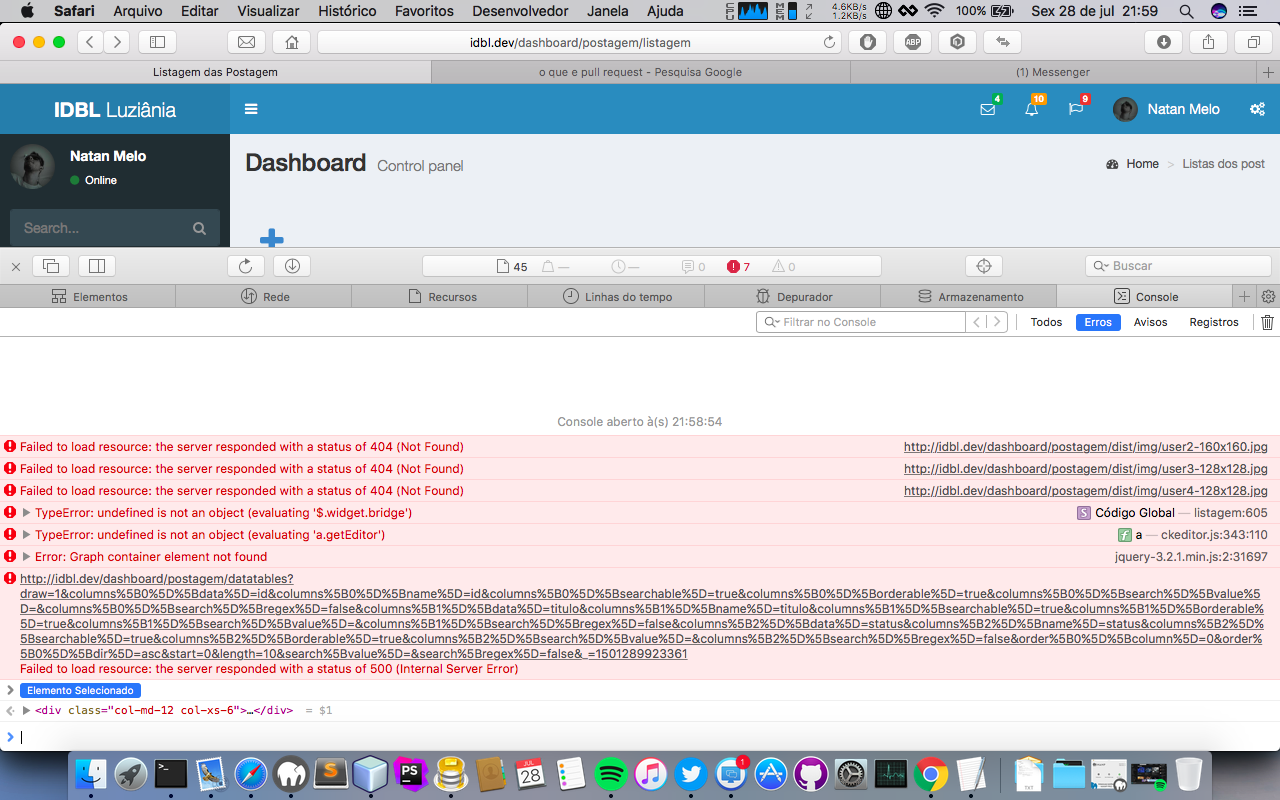 Safari Arquivo Editar Visualizar Histórico Favoritos Desenvolvedor Janela Ajuda CPU MEM 4.6KB/s 1.2KB/s 100% Sex 28 de jul 21:59
idbl.dev/dashboard/postagem/listagem ABP
Listagem das Postagem o que e pull request - Pesquisa Google (1) Messenger
IDBL Luziânia 4 10 9 Natan Melo
Natan Melo
Online
Dashboard Control panel Home > Listas dos post
Search...
45 — — 0 7 0 Buscar
Elementos Rede Recursos Linhas do tempo Depurador Armazenamento Console
Filtrar no Console Todos Erros Avisos Registros
Console aberto à(s) 21:58:54
Failed to load resource: the server responded with a status of 404 (Not Found) http://idbl.dev/dashboard/postagem/dist/img/user2-160x160.jpg
Failed to load resource: the server responded with a status of 404 (Not Found) http://idbl.dev/dashboard/postagem/dist/img/user3-128x128.jpg
Failed to load resource: the server responded with a status of 404 (Not Found) http://idbl.dev/dashboard/postagem/dist/img/user4-128x128.jpg
TypeError: undefined is not an object (evaluating '$.widget.bridge') S Código Global — listagem:605
TypeError: undefined is not an object (evaluating 'a.getEditor') f a — ckeditor.js:343:110
Error: Graph container element not found jquery-3.2.1.min.js:2:31697
http://idbl.dev/dashboard/postagem/datatables?
draw=1&columns%5B0%5D%5Bdata%5D=id&columns%5B0%5D%5Bname%5D=id&columns%5B0%5D%5Bsearchable%5D=true&columns%5B0%5D%5Borderable%5D=true&columns%5B0%5D%5Bsearch%5D%5Bvalue%5
D=&columns%5B0%5D%5Bsearch%5D%5Bregex%5D=false&columns%5B1%5D%5Bdata%5D=titulo&columns%5B1%5D%5Bname%5D=titulo&columns%5B1%5D%5Bsearchable%5D=true&columns%5B1%5D%5Borderable%
5D=true&columns%5B1%5D%5Bsearch%5D%5Bvalue%5D=&columns%5B1%5D%5Bsearch%5D%5Bregex%5D=false&columns%5B2%5D%5Bdata%5D=status&columns%5B2%5D%5Bname%5D=status&columns%5B2%5D%
5Bsearchable%5D=true&columns%5B2%5D%5Borderable%5D=true&columns%5B2%5D%5Bsearch%5D%5Bvalue%5D=&columns%5B2%5D%5Bsearch%5D%5Bregex%5D=false&order%5B0%5D%5Bcolumn%5D=0&order%
5B0%5D%5Bdir%5D=asc&start=0&length=10&search%5Bvalue%5D=&search%5Bregex%5D=false&_=1501289923361
Failed to load resource: the server responded with a status of 500 (Internal Server Error)
Elemento Selecionado
<div class="col-md-12 col-xs-6">…</div> = $1
>_ S PS JUL 28 1 TXT